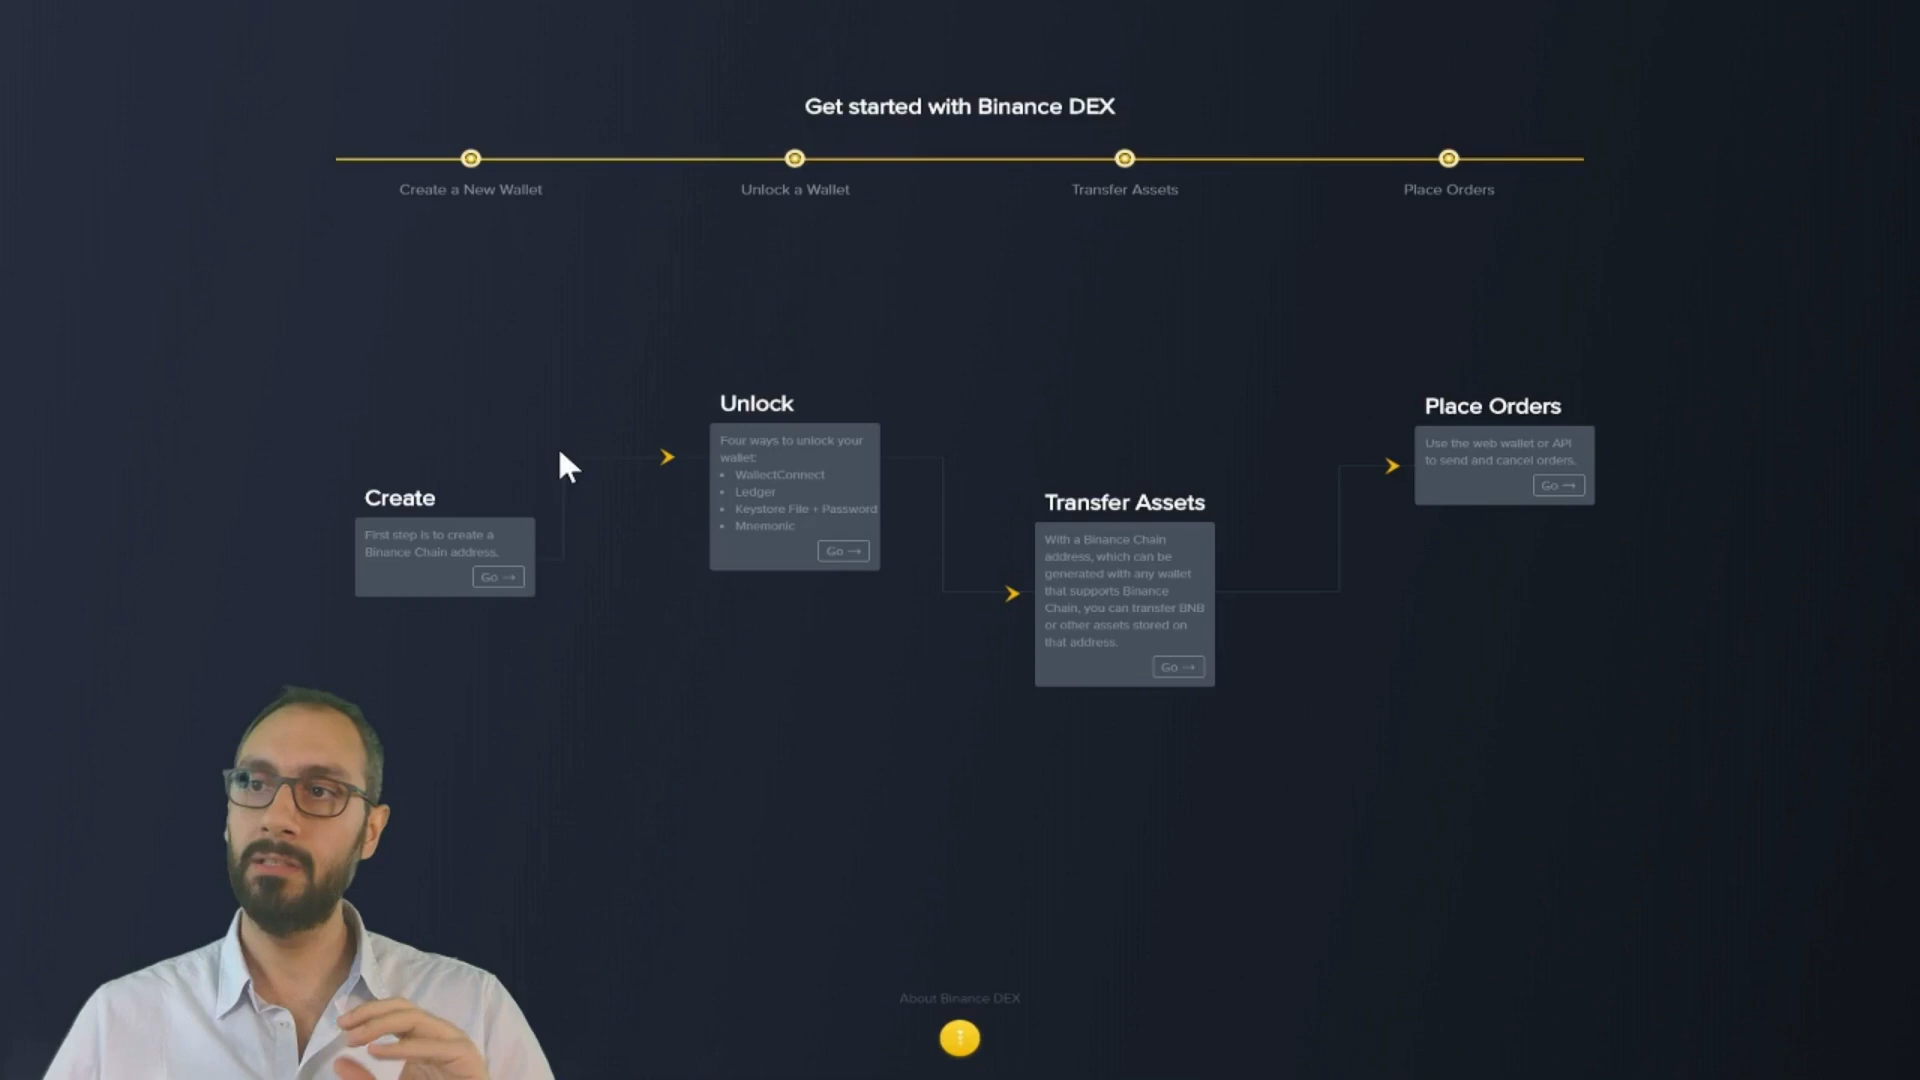 Get started with Binance DEX
Create a New Wallet
Unlock a Wallet
Transfer Assets
Place Orders
Create
First step is to create a
Binance Chain address.
Go →
Unlock
Four ways to unlock your
wallet:
• WallectConnect
• Ledger
• Keystore File + Password
• Mnemonic
Go →
Transfer Assets
With a Binance Chain
address, which can be
generated with any wallet
that supports Binance
Chain, you can transfer BNB
or other assets stored on
that address.
Go →
Place Orders
Use the web wallet or API
to send and cancel orders.
Go →
About Binance DEX